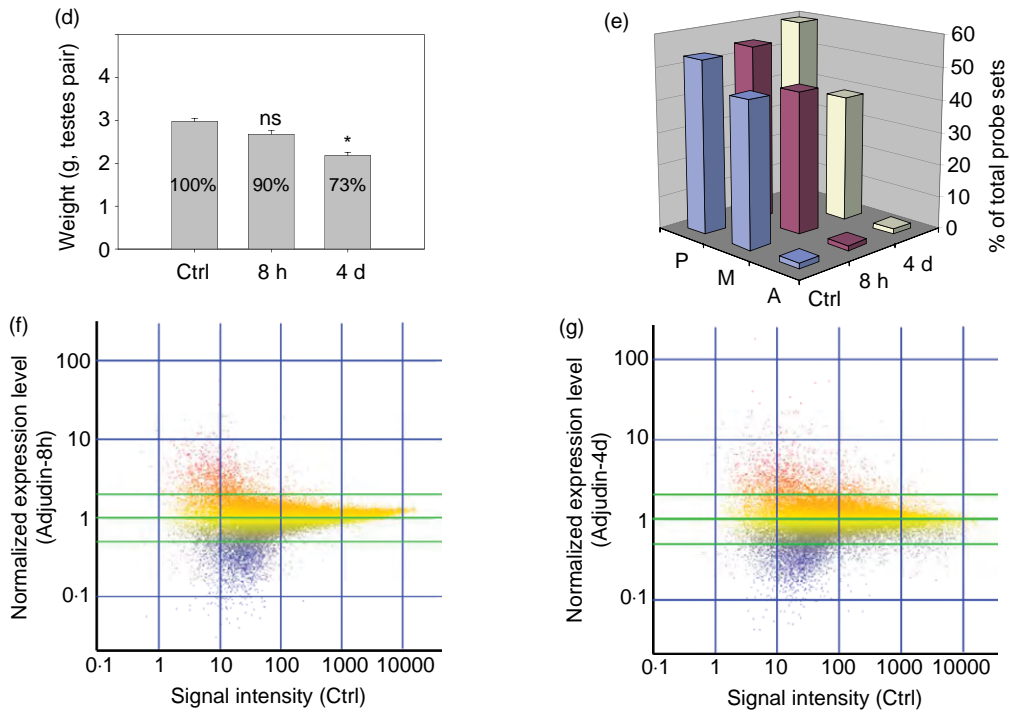 (d)
Weight (g, testes pair)
4
3
2
1
0
ns
*
100%
90%
73%
Ctrl
8 h
4 d
(e)
60
50
40
30
20
10
0
% of total probe sets
P
M
A
Ctrl
8 h
4 d
(f)
Normalized expression level
(Adjudin-8h)
100
10
1
0.1
0·1
1
10
100
1000
10000
Signal intensity (Ctrl)
(g)
Normalized expression level
(Adjudin-4d)
100
10
1
0.1
0·1
1
10
100
1000
10000
Signal intensity (Ctrl)